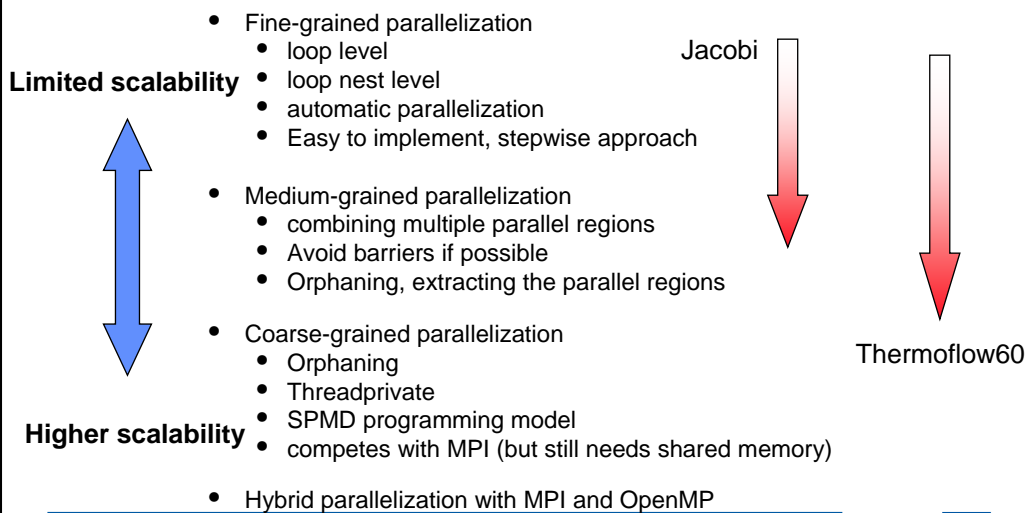 • Fine-grained parallelization
• loop level
Jacobi
Limited scalability
• loop nest level
• automatic parallelization
• Easy to implement, stepwise approach
• Medium-grained parallelization
• combining multiple parallel regions
• Avoid barriers if possible
• Orphaning, extracting the parallel regions
• Coarse-grained parallelization
Thermoflow60
• Orphaning
• Threadprivate
• SPMD programming model
Higher scalability
• competes with MPI (but still needs shared memory)
• Hybrid parallelization with MPI and OpenMP